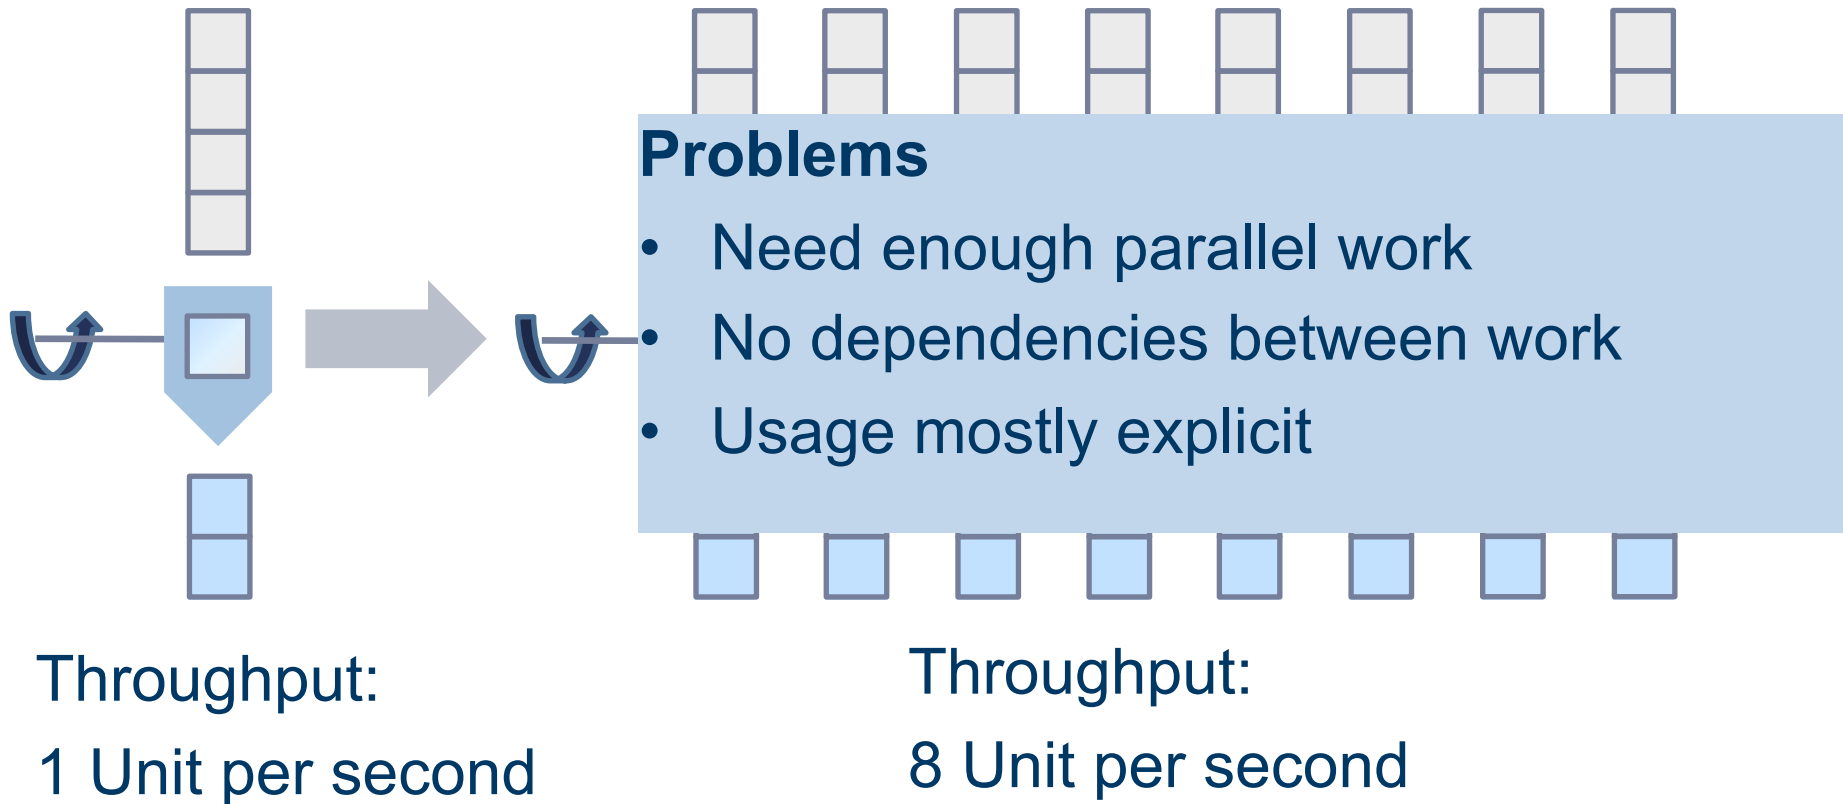 Problems
• Need enough parallel work
• No dependencies between work
• Usage mostly explicit
Throughput:
1 Unit per second
Throughput:
8 Unit per second